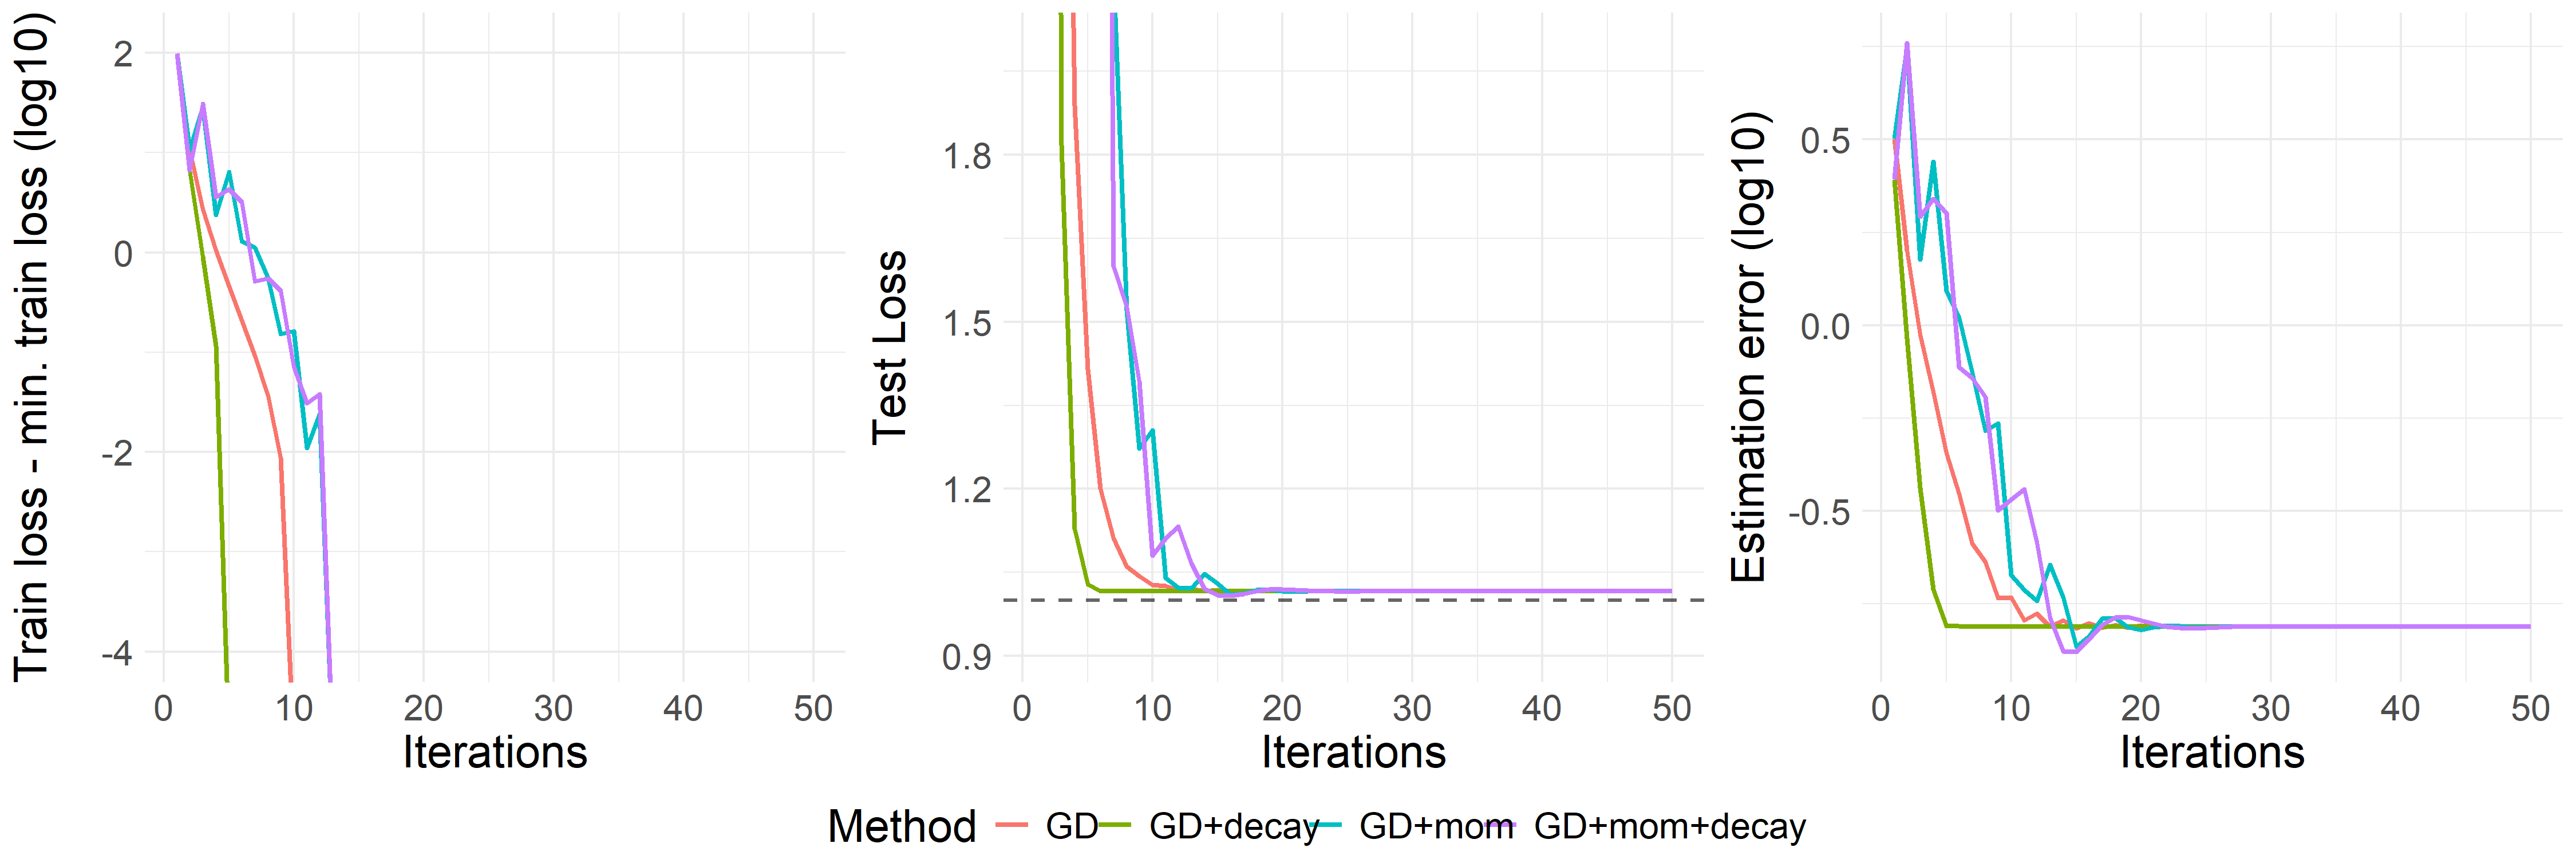 Train loss - min. train loss (log10)
2
0
-2
-4
0 10 20 30 40 50
Iterations
Test Loss
1.8
1.5
1.2
0.9
0 10 20 30 40 50
Iterations
Estimation error (log10)
0.5
0.0
-0.5
0 10 20 30 40 50
Iterations
Method GD GD+decay GD+mom GD+mom+decay